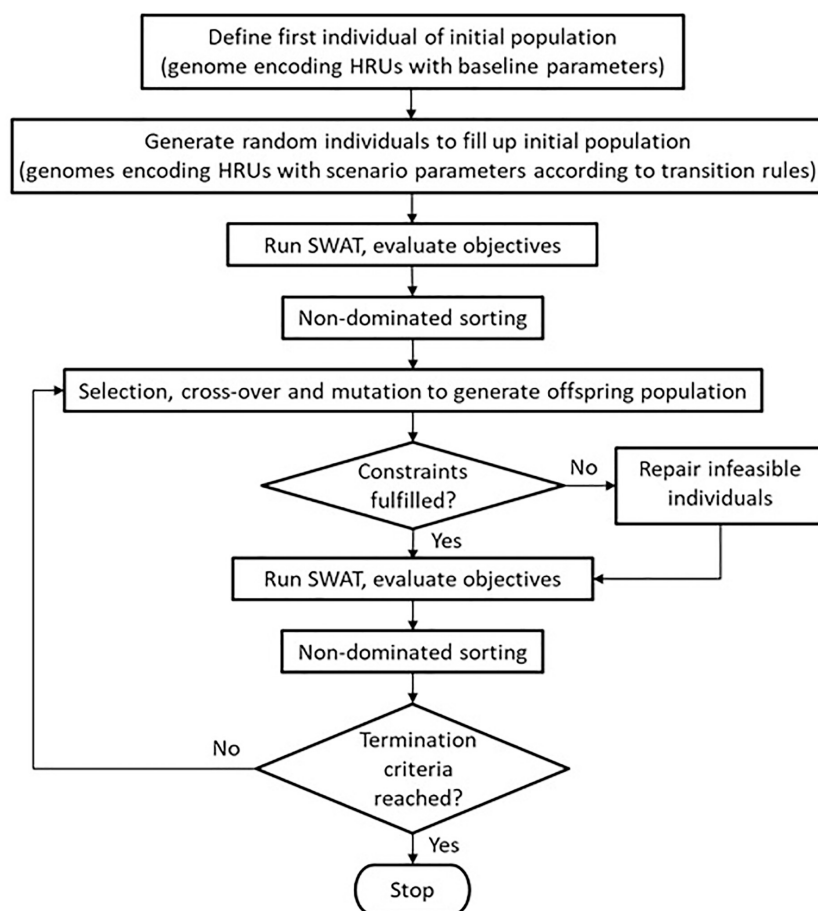 Define first individual of initial population
(genome encoding HRUs with baseline parameters)
Generate random individuals to fill up initial population
(genomes encoding HRUs with scenario parameters according to transition rules)
Run SWAT, evaluate objectives
Non-dominated sorting
Selection, cross-over and mutation to generate offspring population
Constraints
fulfilled?
No
Repair infeasible
individuals
Yes
Run SWAT, evaluate objectives
Non-dominated sorting
No
Termination
criteria
reached?
Yes
Stop